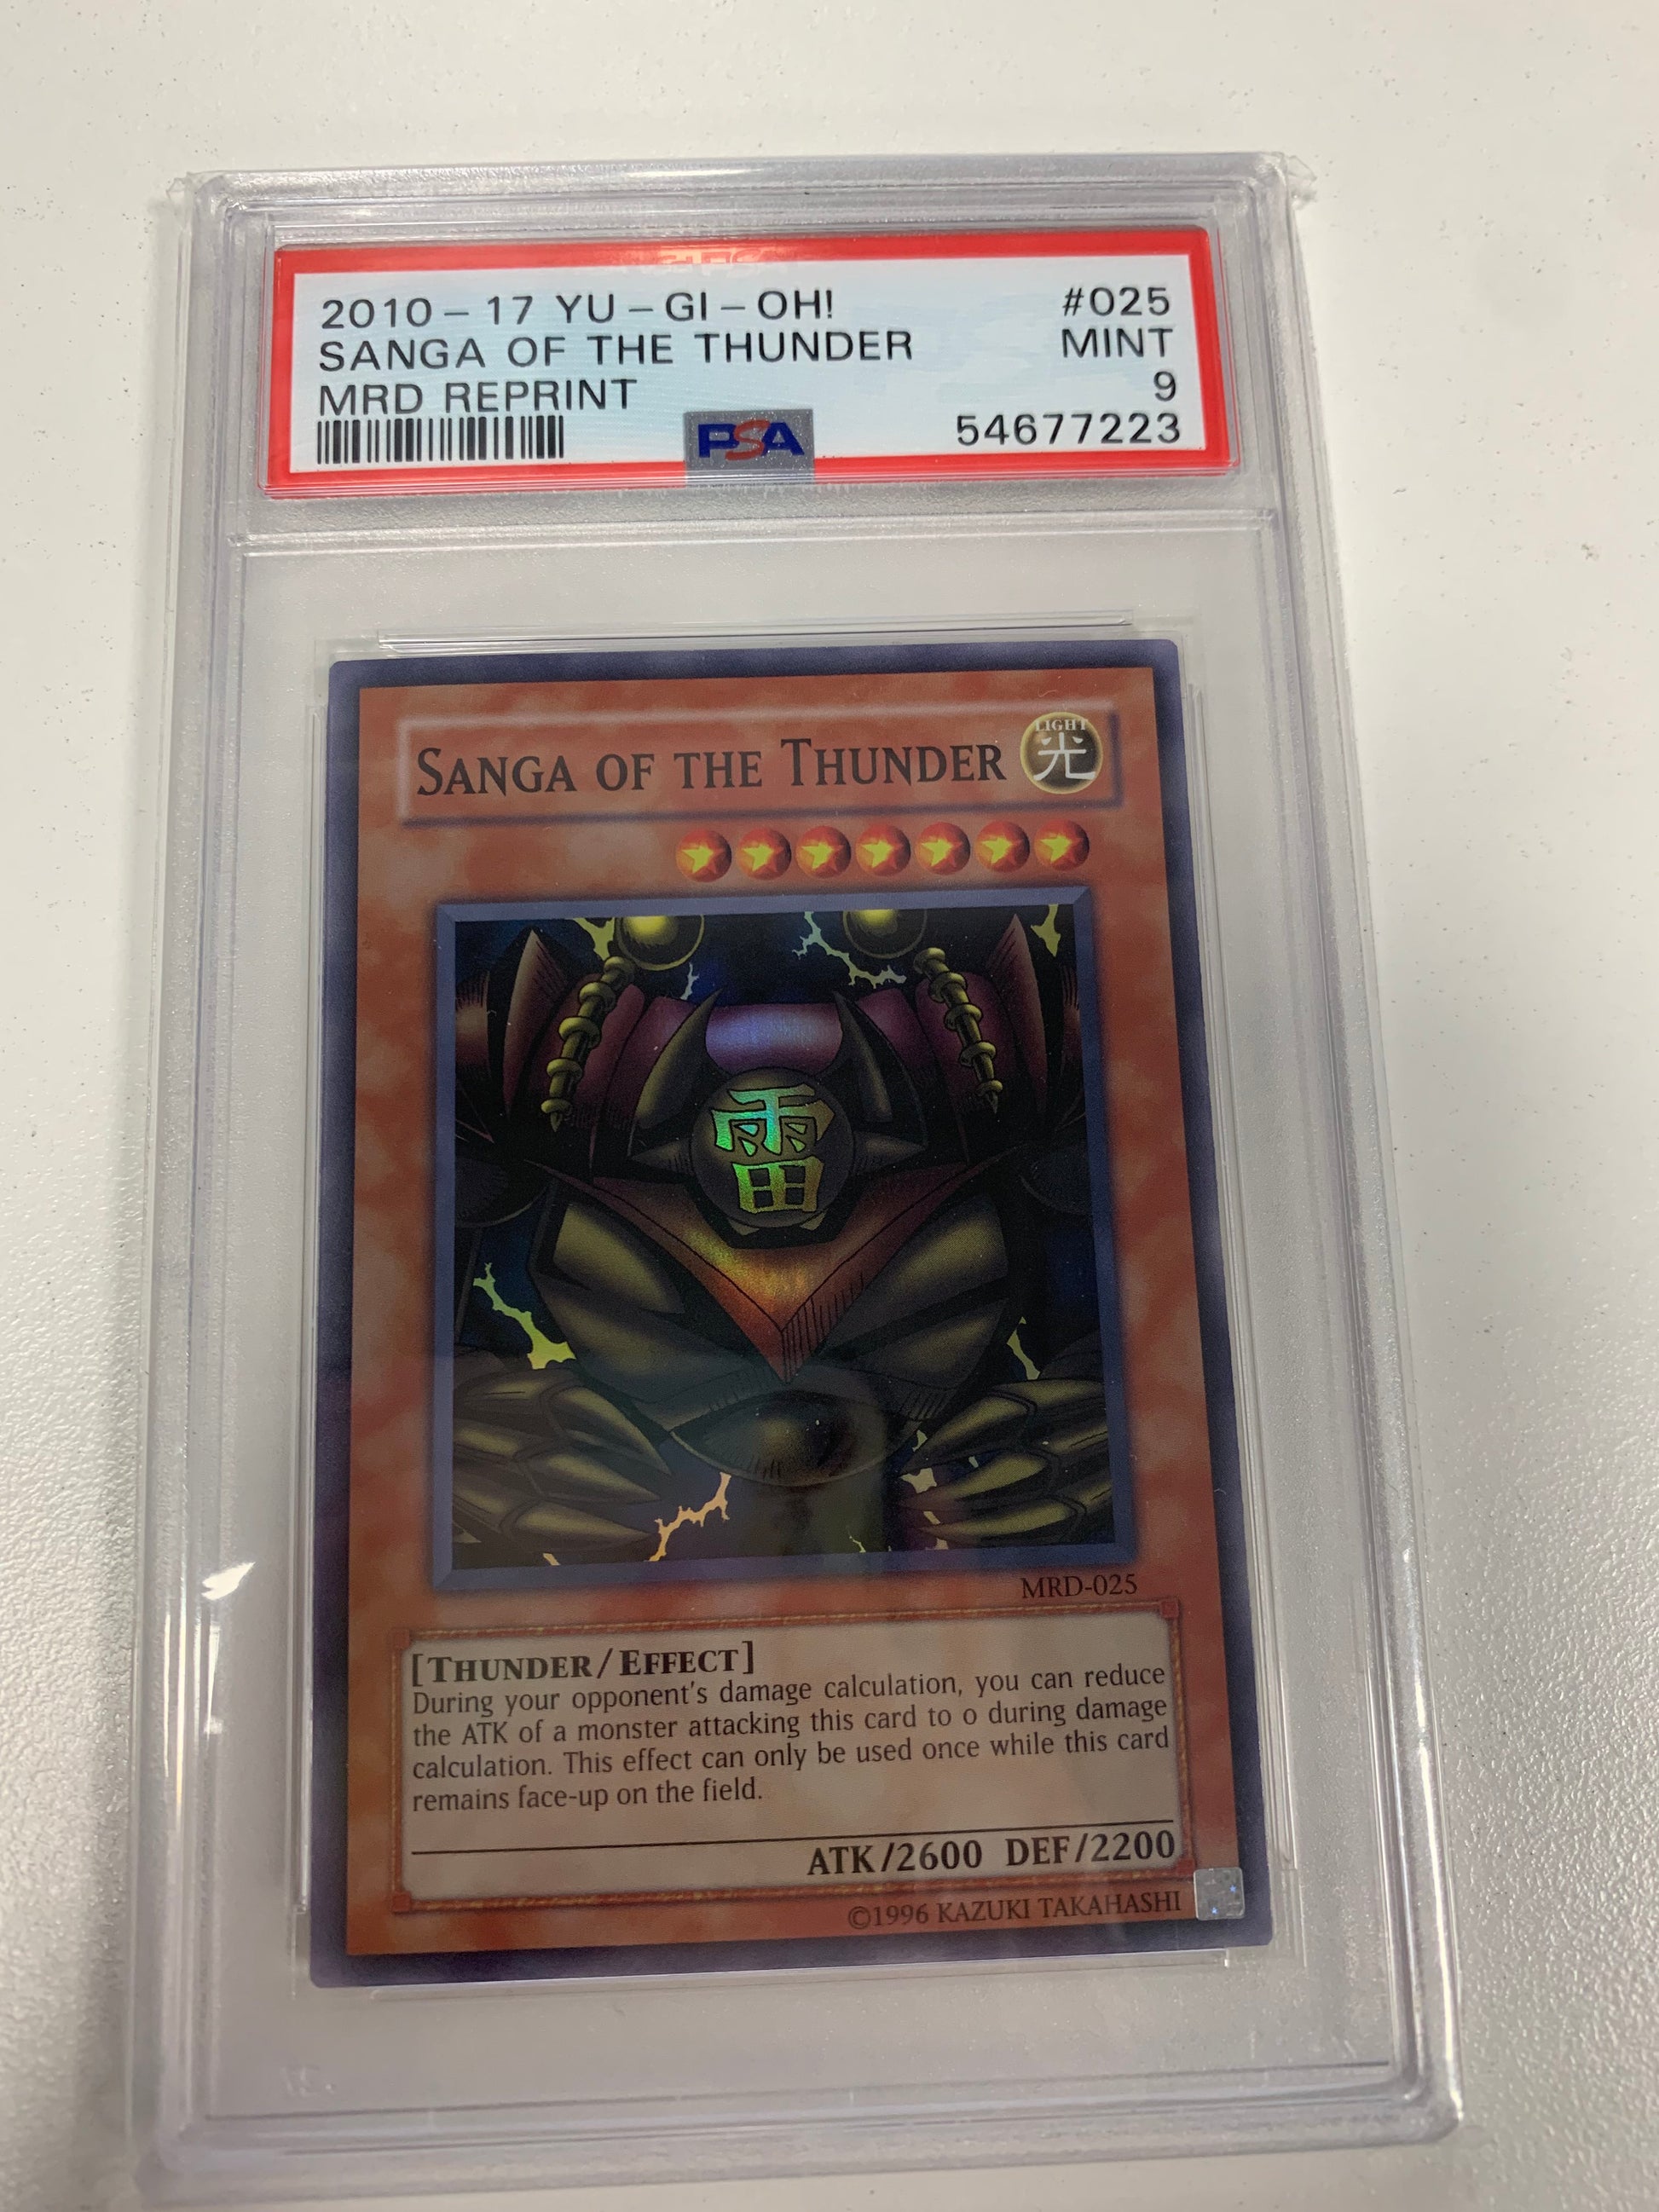 2010 - 17 YU - GI - OH! #025
SANGA OF THE THUNDER MINT
MRD REPRINT 9
PSA 54677223
SANGA OF THE THUNDER LIGHT 光
雷
MRD-025
[THUNDER/EFFECT]
During your opponent's damage calculation, you can reduce
the ATK of a monster attacking this card to 0 during damage
calculation. This effect can only be used once while this card
remains face-up on the field.
ATK/2600 DEF/2200
©1996 KAZUKI TAKAHASHI